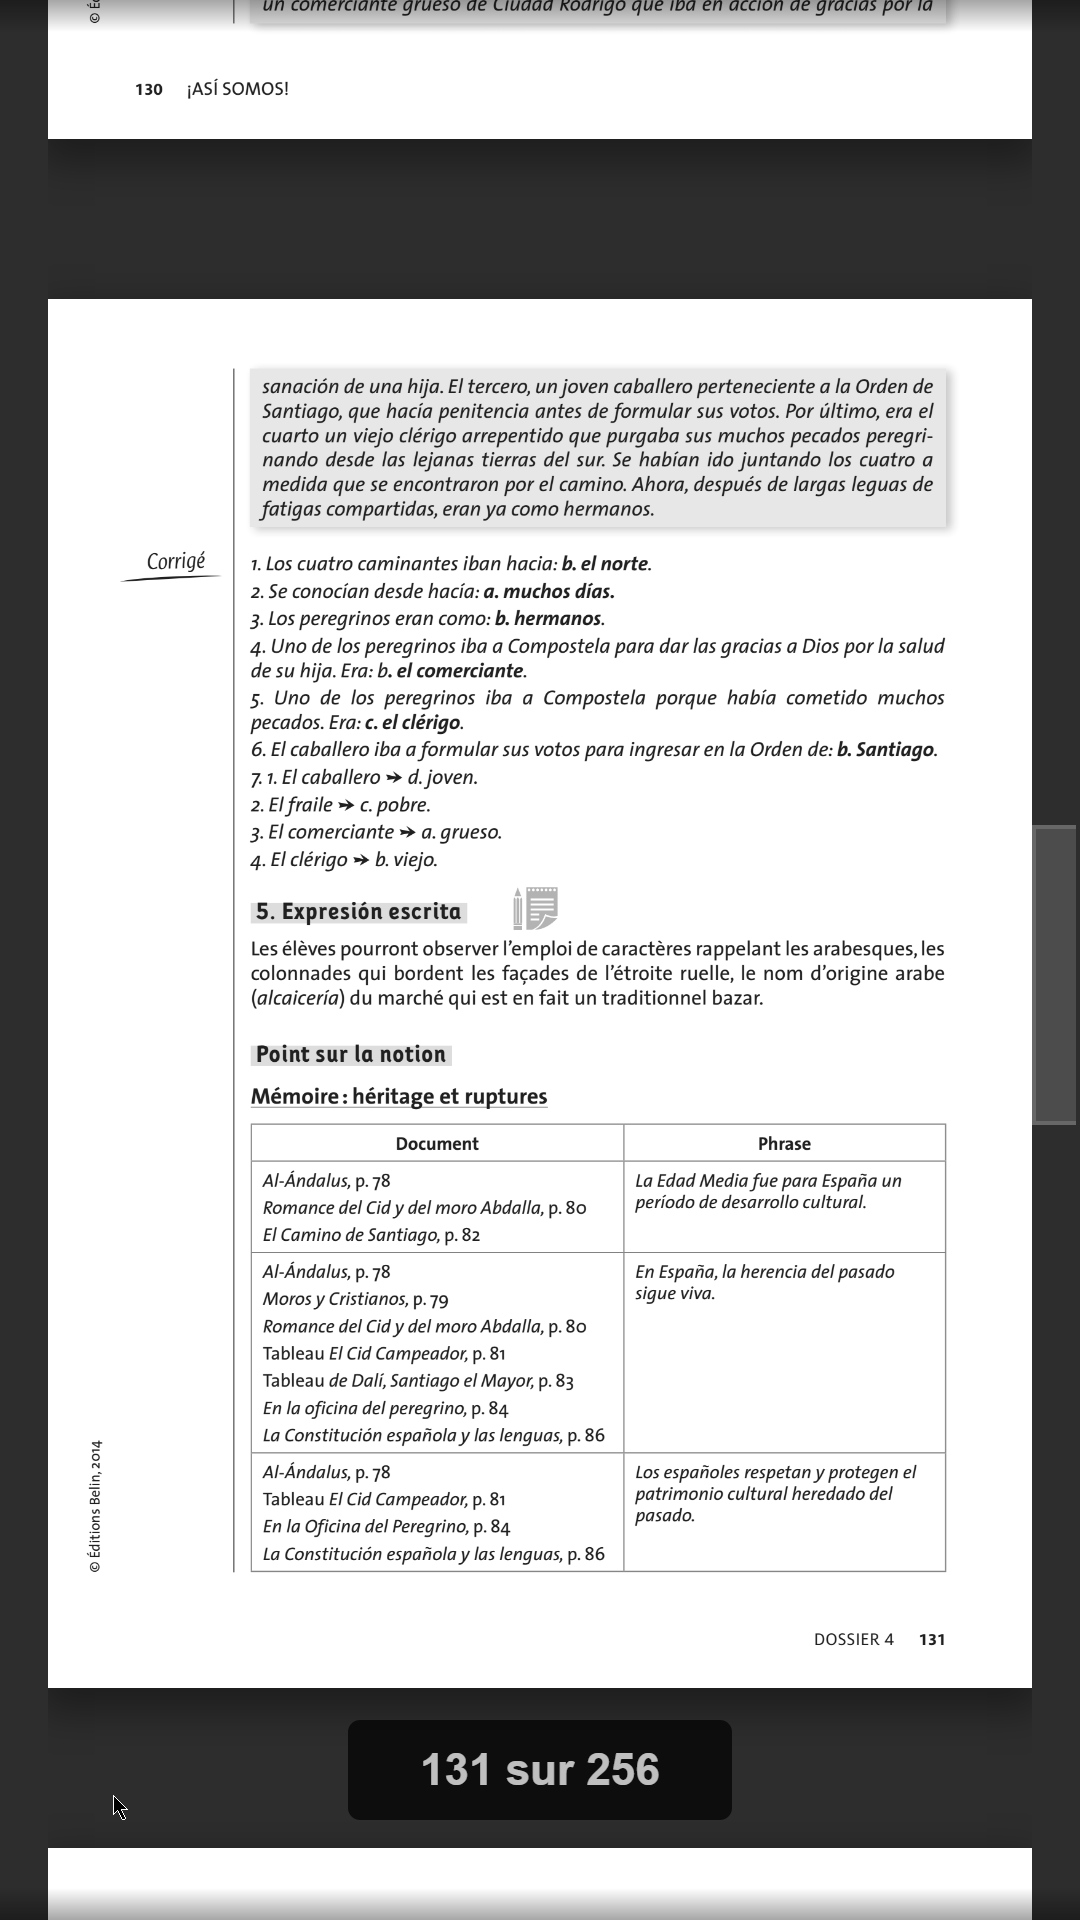 un comerciante grueso de Ciudad Rodrigo que iba en acción de gracias por la
130 ¡ASÍ SOMOS!
sanación de una hija. El tercero, un joven caballero perteneciente a la Orden de
Santiago, que hacía penitencia antes de formular sus votos. Por último, era el
cuarto un viejo clérigo arrepentido que purgaba sus muchos pecados peregri-
nando desde las lejanas tierras del sur. Se habían ido juntando los cuatro a
medida que se encontraron por el camino. Ahora, después de largas leguas de
fatigas compartidas, eran ya como hermanos.
Corrigé
1. Los cuatro caminantes iban hacia: b. el norte.
2. Se conocían desde hacía: a. muchos días.
3. Los peregrinos eran como: b. hermanos.
4. Uno de los peregrinos iba a Compostela para dar las gracias a Dios por la salud
de su hija. Era: b. el comerciante.
5. Uno de los peregrinos iba a Compostela porque había cometido muchos
pecados. Era: c. el clérigo.
6. El caballero iba a formular sus votos para ingresar en la Orden de: b. Santiago.
7. 1. El caballero ➔ d. joven.
2. El fraile ➔ c. pobre.
3. El comerciante ➔ a. grueso.
4. El clérigo ➔ b. viejo.
5. Expresión escrita
Les élèves pourront observer l'emploi de caractères rappelant les arabesques, les
colonnades qui bordent les façades de l'étroite ruelle, le nom d'origine arabe
(alcaicería) du marché qui est en fait un traditionnel bazar.
Point sur la notion
Mémoire : héritage et ruptures
Document
Phrase
Al-Ándalus, p. 78
Romance del Cid y del moro Abdalla, p. 80
El Camino de Santiago, p. 82
La Edad Media fue para España un
período de desarrollo cultural.
Al-Ándalus, p. 78
Moros y Cristianos, p. 79
Romance del Cid y del moro Abdalla, p. 80
Tableau El Cid Campeador, p. 81
Tableau de Dalí, Santiago el Mayor, p. 83
En la oficina del peregrino, p. 84
La Constitución española y las lenguas, p. 86
En España, la herencia del pasado
sigue viva.
Al-Ándalus, p. 78
Tableau El Cid Campeador, p. 81
En la Oficina del Peregrino, p. 84
La Constitución española y las lenguas, p. 86
Los españoles respetan y protegen el
patrimonio cultural heredado del
pasado.
© Éditions Belin, 2014
DOSSIER 4 131
131 sur 256